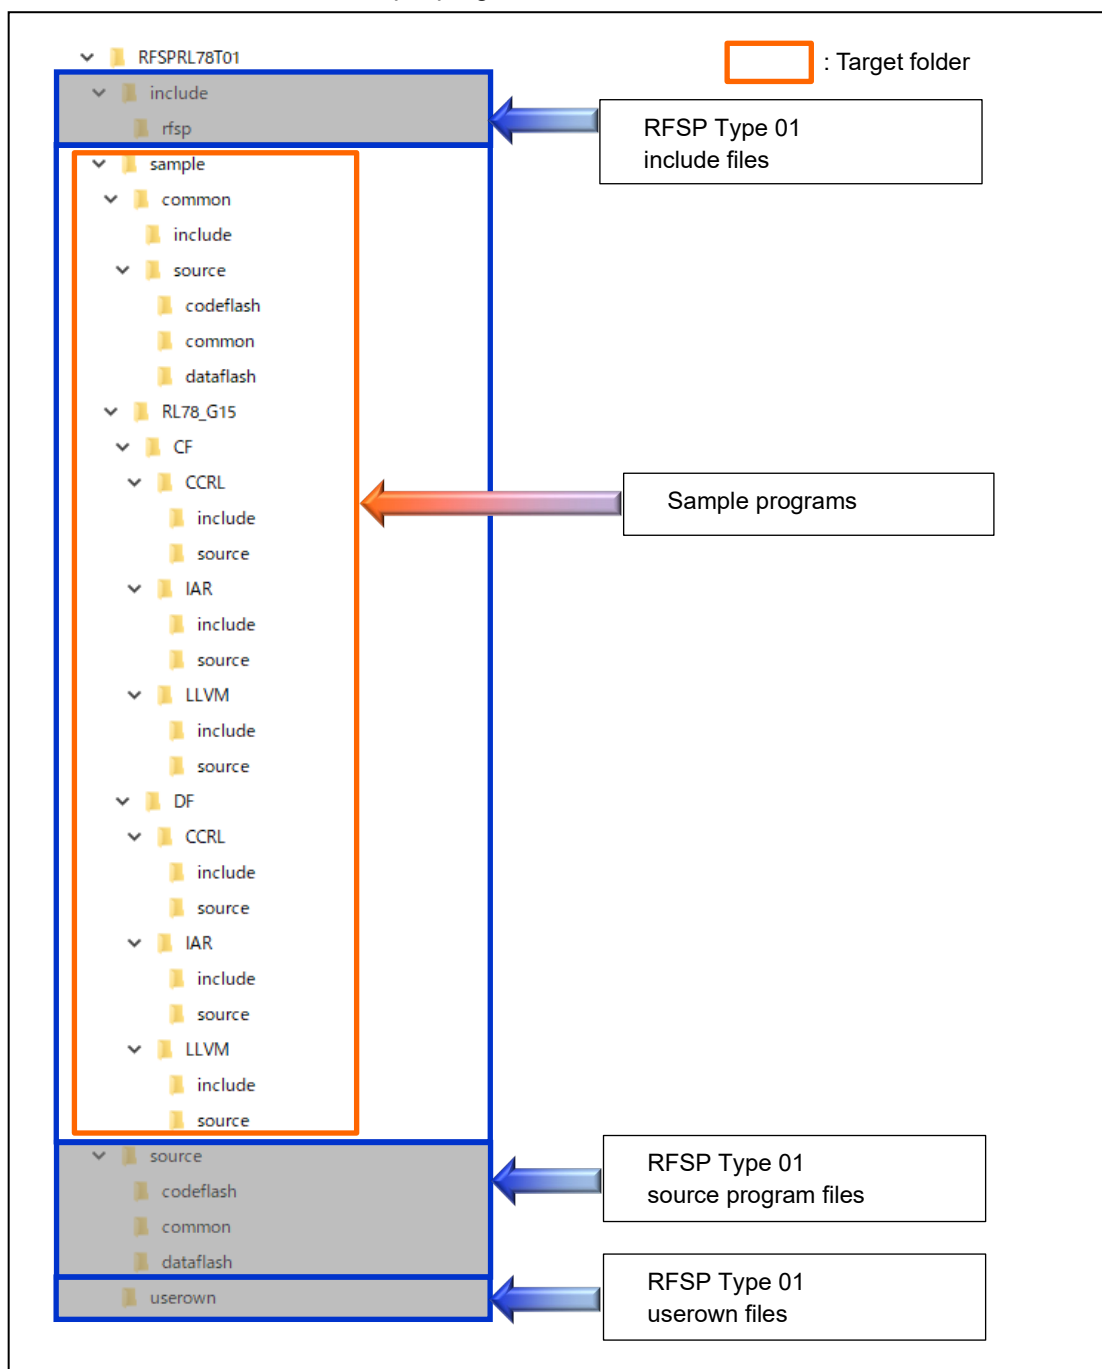 RFSPRL78T01
: Target folder
include
rfsp
RFSP Type 01
include files
sample
common
include
source
codeflash
common
dataflash
RL78_G15
CF
CCRL
include
source
Sample programs
IAR
include
source
LLVM
include
source
DF
CCRL
include
source
IAR
include
source
LLVM
include
source
source
codeflash
common
dataflash
RFSP Type 01
source program files
userown
RFSP Type 01
userown files